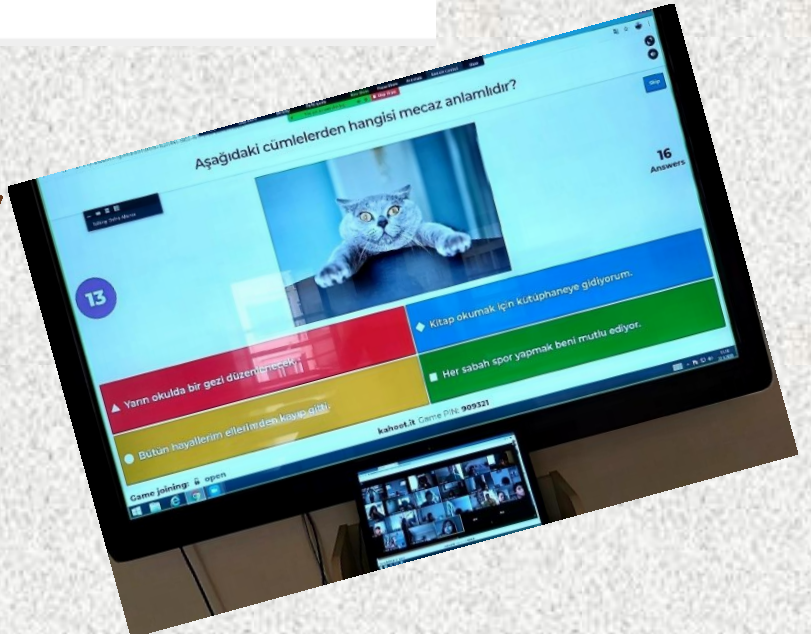 Aşağıdaki cümlelerden hangisi mecaz anlamlıdır?
Skip
13
16
Answers
Yarın okulda bir gezi düzenlenecek.
Kitap okumak için kütüphaneye gidiyorum.
Bütün hayallerim ellerimden kayıp gitti.
Her sabah spor yapmak beni mutlu ediyor.
Game joining: open
kahoot.it Game PIN: 909321